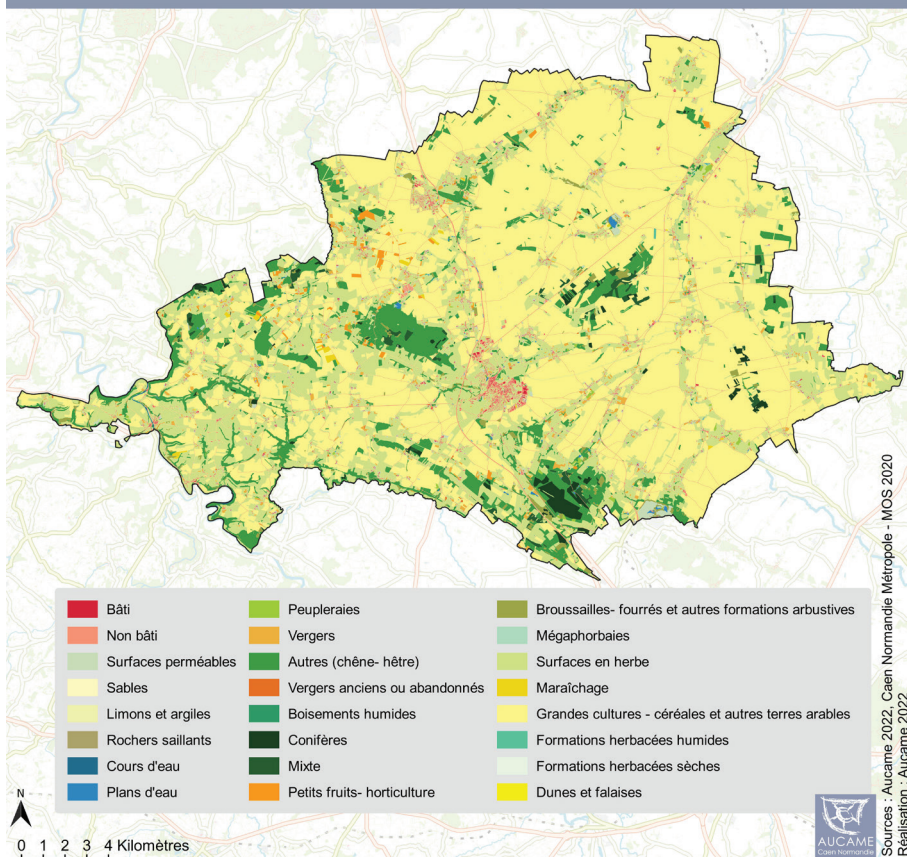 Bâti
Non bâti
Surfaces perméables
Sables
Limons et argiles
Rochers saillants
Cours d'eau
Plans d'eau
Peupleraies
Vergers
Autres (chêne- hêtre)
Vergers anciens ou abandonnés
Boisements humides
Conifères
Mixte
Petits fruits- horticulture
Broussailles- fourrés et autres formations arbustives
Mégaphorbaies
Surfaces en herbe
Maraîchage
Grandes cultures - céréales et autres terres arables
Formations herbacées humides
Formations herbacées sèches
Dunes et falaises
N
0 1 2 3 4 Kilomètres
AUCAME
Caen Normandie
Sources : Aucame 2022, Caen Normandie Métropole - MOS 2020
Réalisation : Aucame 2022